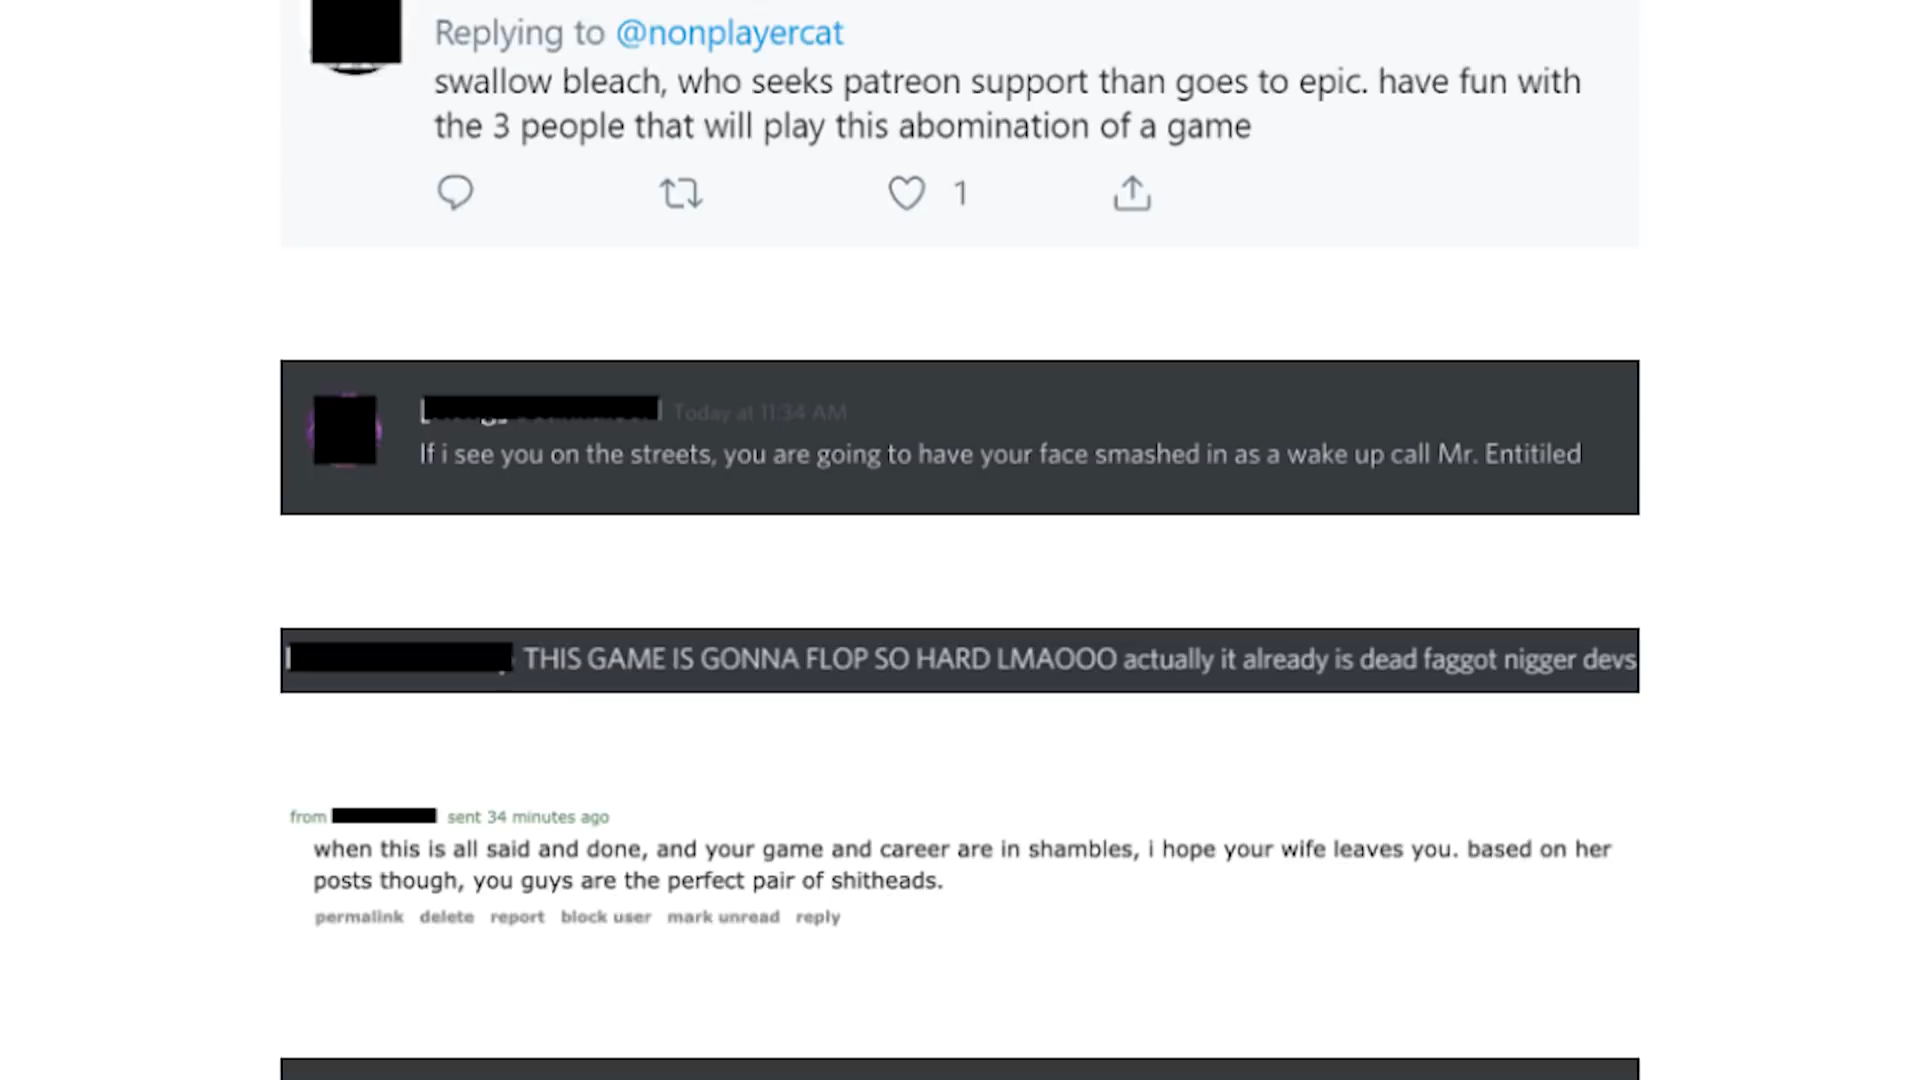 Replying to @nonplayercat
swallow bleach, who seeks patreon support than goes to epic. have fun with
the 3 people that will play this abomination of a game
1
Today at 11:34 AM
If i see you on the streets, you are going to have your face smashed in as a wake up call Mr. Entitiled
THIS GAME IS GONNA FLOP SO HARD LMAOOO actually it already is dead faggot nigger devs
from sent 34 minutes ago
when this is all said and done, and your game and career are in shambles, i hope your wife leaves you. based on her
posts though, you guys are the perfect pair of shitheads.
permalink delete report block user mark unread reply